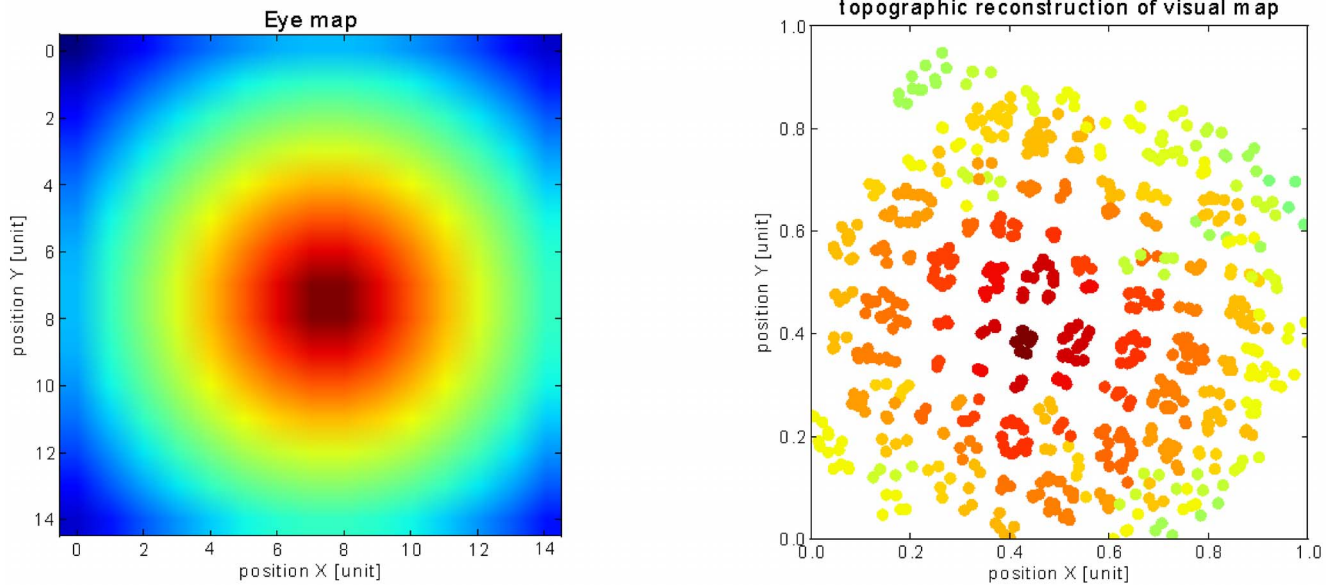 Eye map
0
2
4
6
8
10
12
14
position Y [unit]
0 2 4 6 8 10 12 14
position X [unit]
topographic reconstruction of visual map
1.0
0.8
0.6
0.4
0.2
0.0
position Y [unit]
0.0 0.2 0.4 0.6 0.8 1.0
position X [unit]